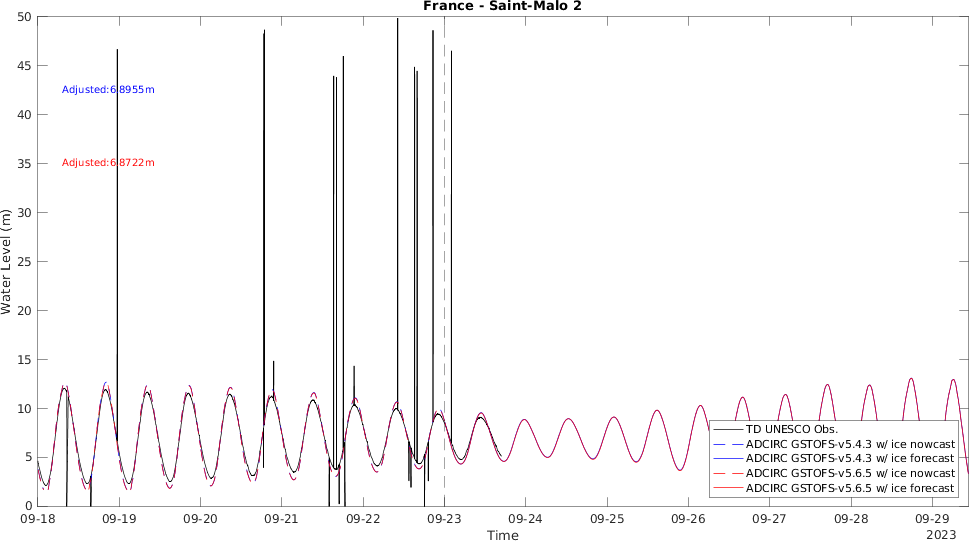 France - Saint-Malo 2
50
45
40
35
30
25
20
15
10
5
0
Water Level (m)
Adjusted:6.8955m
Adjusted:6.8722m
TD UNESCO Obs.
ADCIRC GSTOFS-v5.4.3 w/ ice nowcast
ADCIRC GSTOFS-v5.4.3 w/ ice forecast
ADCIRC GSTOFS-v5.6.5 w/ ice nowcast
ADCIRC GSTOFS-v5.6.5 w/ ice forecast
09-18 09-19 09-20 09-21 09-22 09-23 09-24 09-25 09-26 09-27 09-28 09-29
Time
2023